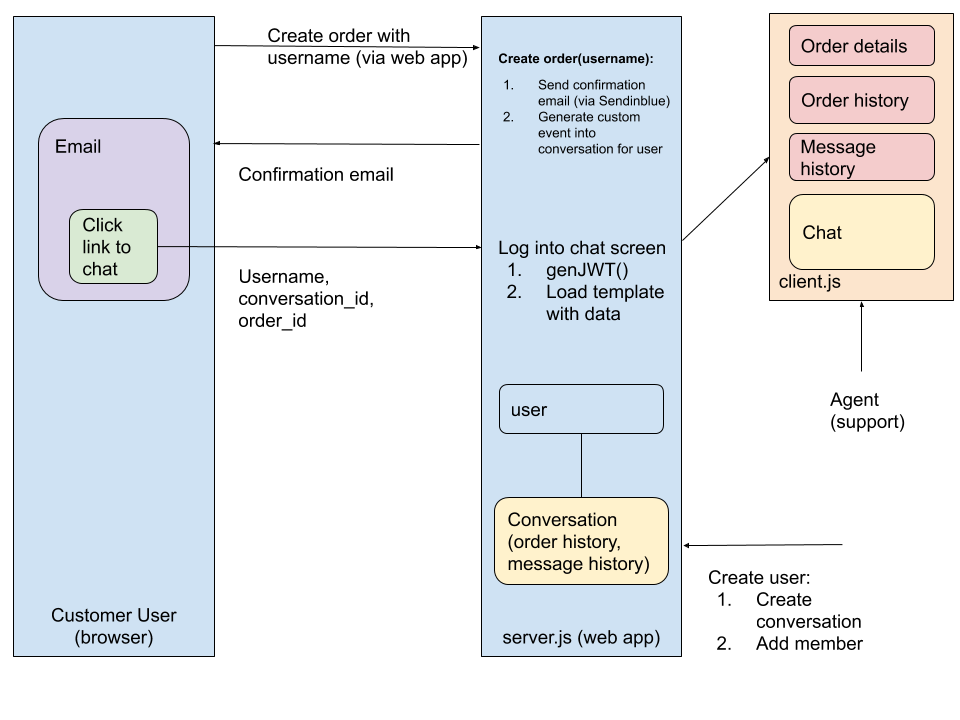 Create order with
username (via web app)
Email
Confirmation email
Click
link to
chat
Username,
conversation_id,
order_id
Customer User
(browser)
Create order(username):
1. Send confirmation
email (via Sendinblue)
2. Generate custom
event into
conversation for user
Log into chat screen
1. genJWT()
2. Load template
with data
user
Conversation
(order history,
message history)
server.js (web app)
Order details
Order history
Message
history
Chat
client.js
Agent
(support)
Create user:
1. Create
conversation
2. Add member